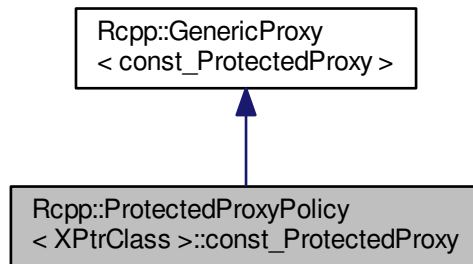 Rcpp::GenericProxy
< const_ProtectedProxy >
Rcpp::ProtectedProxyPolicy
< XPtrClass >::const_ProtectedProxy